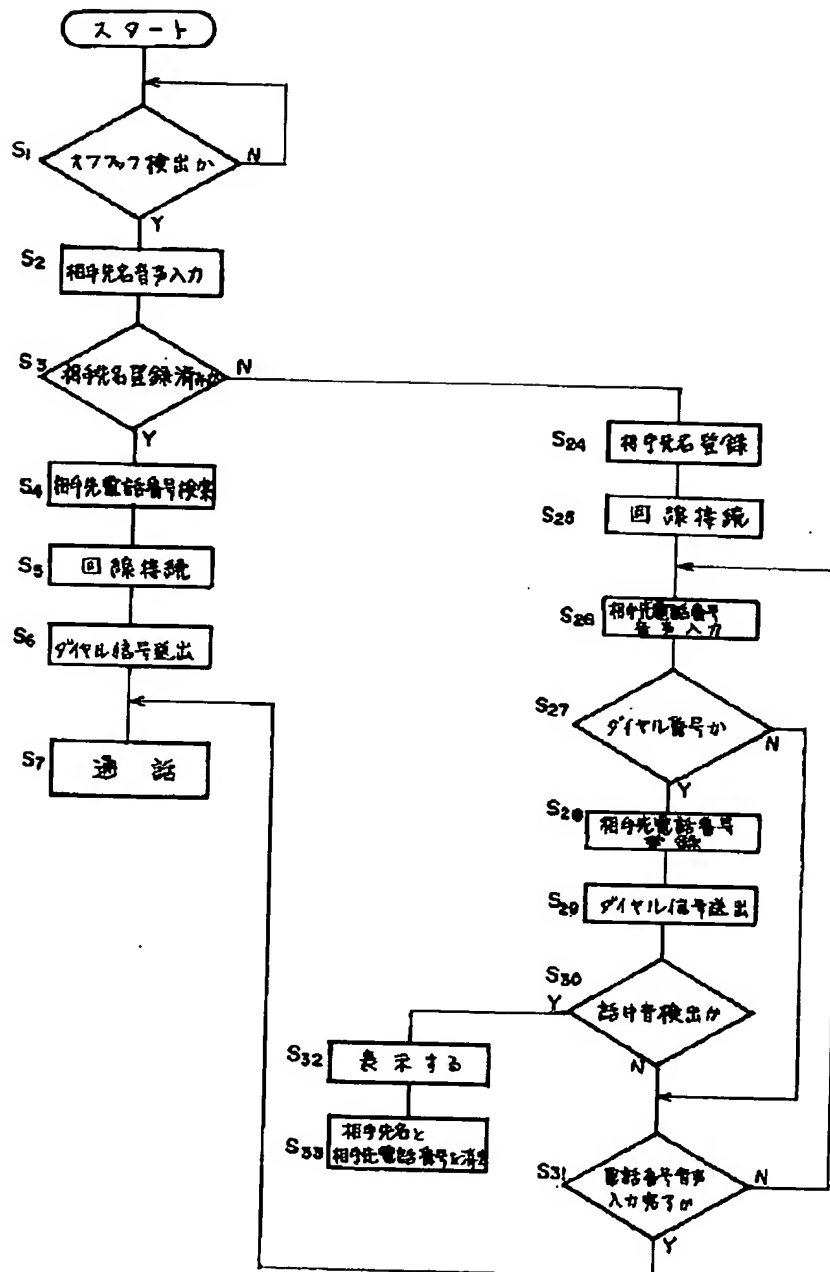 スタート
S1
オフフック検出か
N
Y
S2
相手先名音声入力
S3
相手先名登録済みか
N
Y
S4
相手先電話番号検索
S5
回線接続
S6
ダイヤル信号送出
S7
通話
S24
相手先名登録
S25
回線接続
S26
相手先電話番号
音声入力
S27
ダイヤル番号か
N
Y
S28
相手先電話番号
登録
S29
ダイヤル信号送出
S30
Y
話中音検出か
N
S32
表示する
S33
相手先名と
相手先電話番号を消去
S31
電話番号音声
入力完了か
N
Y